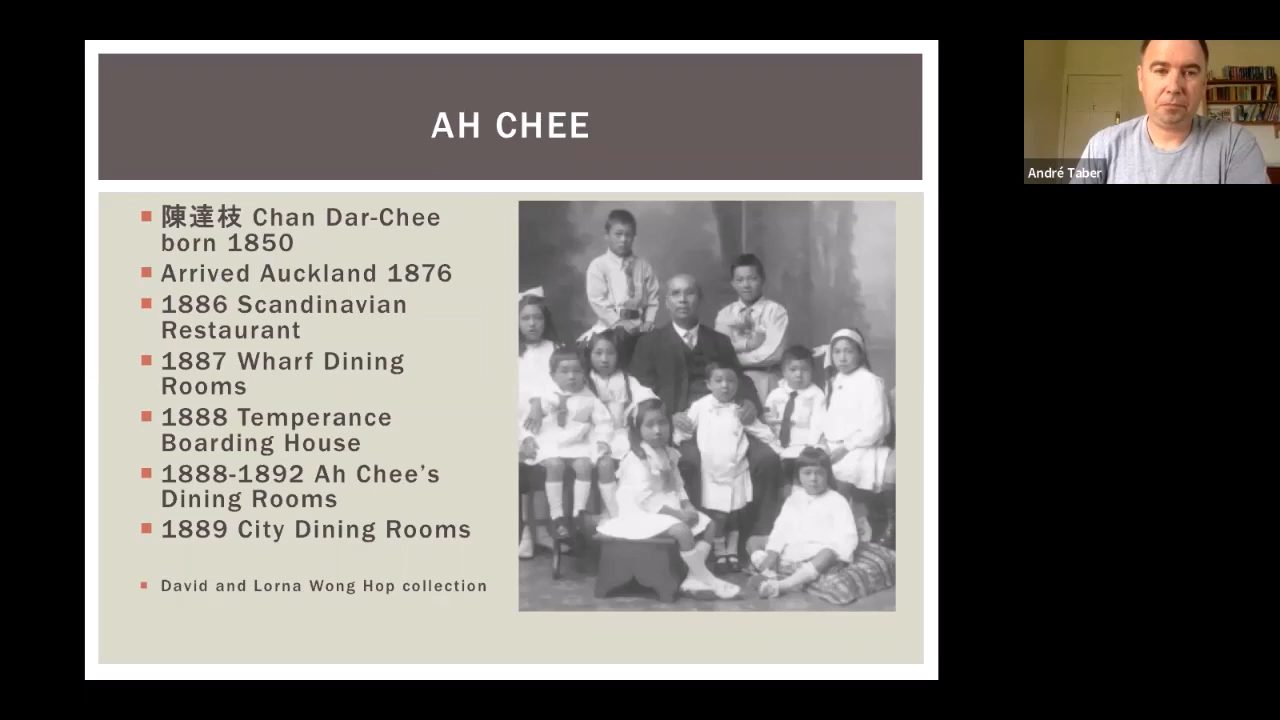 AH CHEE
陳達枝 Chan Dar-Chee
born 1850
Arrived Auckland 1876
1886 Scandinavian
Restaurant
1887 Wharf Dining
Rooms
1888 Temperance
Boarding House
1888-1892 Ah Chee’s
Dining Rooms
1889 City Dining Rooms
David and Lorna Wong Hop collection
André Taber